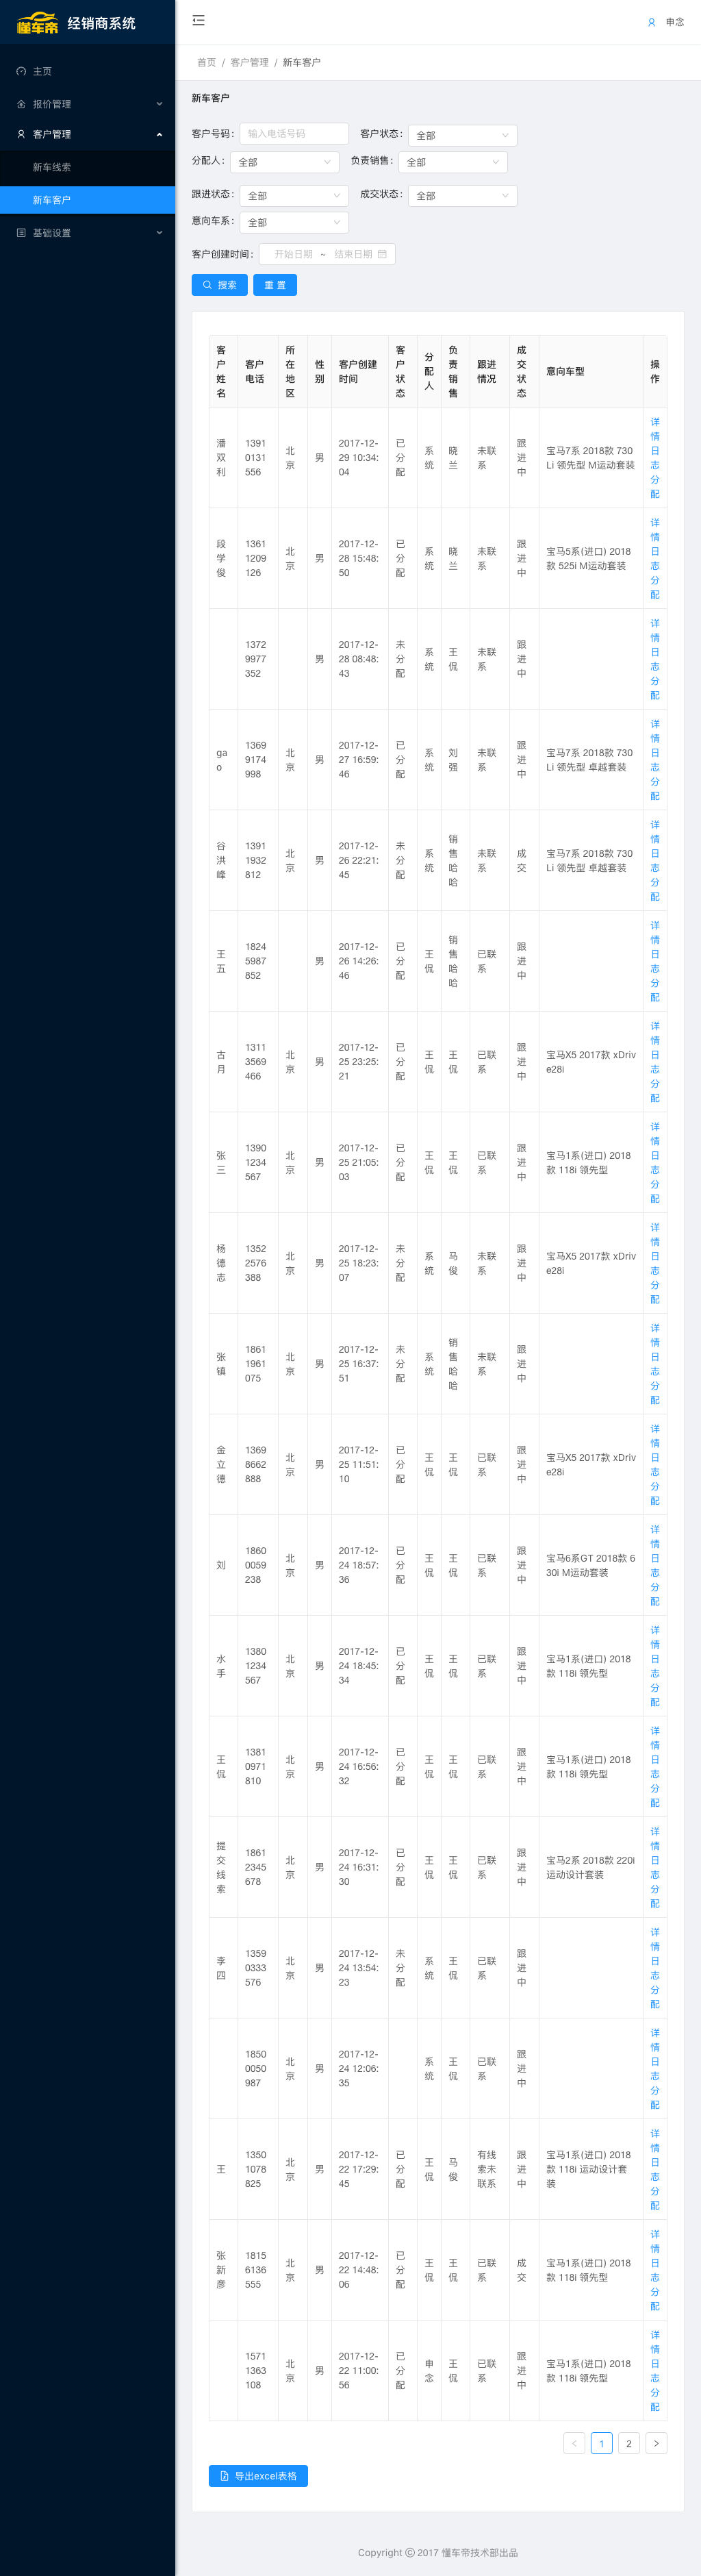 懂车帝 经销商系统
申念
主页
报价管理
客户管理
新车线索
新车客户
基础设置
首页 / 客户管理 / 新车客户
新车客户
客户号码: 输入电话号码 客户状态: 全部
分配人: 全部 负责销售: 全部
跟进状态: 全部 成交状态: 全部
意向车系: 全部
客户创建时间: 开始日期 ~ 结束日期
搜索 重 置
客户姓名 客户电话 所在地区 性别 客户创建时间 客户状态 分配人 负责销售 跟进情况 成交状态 意向车型 操作
潘双利 13910131556 北京 男 2017-12-29 10:34:04 已分配 系统 晓兰 未联系 跟进中 宝马7系 2018款 730Li 领先型 M运动套装 详情 日志 分配
段学俊 13611209126 北京 男 2017-12-28 15:48:50 已分配 系统 晓兰 未联系 跟进中 宝马5系(进口) 2018款 525i M运动套装 详情 日志 分配
13729977352 男 2017-12-28 08:48:43 未分配 系统 王侃 未联系 跟进中 详情 日志 分配
gao 13699174998 北京 男 2017-12-27 16:59:46 已分配 系统 刘强 未联系 跟进中 宝马7系 2018款 730Li 领先型 卓越套装 详情 日志 分配
谷洪峰 13911932812 北京 男 2017-12-26 22:21:45 未分配 系统 销售哈哈 未联系 成交 宝马7系 2018款 730Li 领先型 卓越套装 详情 日志 分配
王五 18245987852 男 2017-12-26 14:26:46 已分配 王侃 销售哈哈 已联系 跟进中 详情 日志 分配
古月 13113569466 北京 男 2017-12-25 23:25:21 已分配 王侃 王侃 已联系 跟进中 宝马X5 2017款 xDrive28i 详情 日志 分配
张三 13901234567 北京 男 2017-12-25 21:05:03 已分配 王侃 王侃 已联系 跟进中 宝马1系(进口) 2018款 118i 领先型 详情 日志 分配
杨德志 13522576388 北京 男 2017-12-25 18:23:07 未分配 系统 马俊 未联系 跟进中 宝马X5 2017款 xDrive28i 详情 日志 分配
张镇 18611961075 北京 男 2017-12-25 16:37:51 未分配 系统 销售哈哈 未联系 跟进中 详情 日志 分配
金立德 13698662888 北京 男 2017-12-25 11:51:10 已分配 王侃 王侃 已联系 跟进中 宝马X5 2017款 xDrive28i 详情 日志 分配
刘 18600059238 北京 男 2017-12-24 18:57:36 已分配 王侃 王侃 已联系 跟进中 宝马6系GT 2018款 630i M运动套装 详情 日志 分配
水手 13801234567 北京 男 2017-12-24 18:45:34 已分配 王侃 王侃 已联系 跟进中 宝马1系(进口) 2018款 118i 领先型 详情 日志 分配
王侃 13810971810 北京 男 2017-12-24 16:56:32 已分配 王侃 王侃 已联系 跟进中 宝马1系(进口) 2018款 118i 领先型 详情 日志 分配
提交线索 18612345678 北京 男 2017-12-24 16:31:30 已分配 王侃 王侃 已联系 跟进中 宝马2系 2018款 220i 运动设计套装 详情 日志 分配
李四 13590333576 北京 男 2017-12-24 13:54:23 未分配 系统 王侃 已联系 跟进中 详情 日志 分配
18500050987 北京 男 2017-12-24 12:06:35 系统 王侃 已联系 跟进中 详情 日志 分配
王 13501078825 北京 男 2017-12-22 17:29:45 已分配 王侃 马俊 有线索未联系 跟进中 宝马1系(进口) 2018款 118i 运动设计套装 详情 日志 分配
张新彦 18156136555 北京 男 2017-12-22 14:48:06 已分配 王侃 王侃 已联系 成交 宝马1系(进口) 2018款 118i 领先型 详情 日志 分配
15711363108 北京 男 2017-12-22 11:00:56 已分配 申念 王侃 已联系 跟进中 宝马1系(进口) 2018款 118i 领先型 详情 日志 分配
1 2
导出excel表格
Copyright © 2017 懂车帝技术部出品